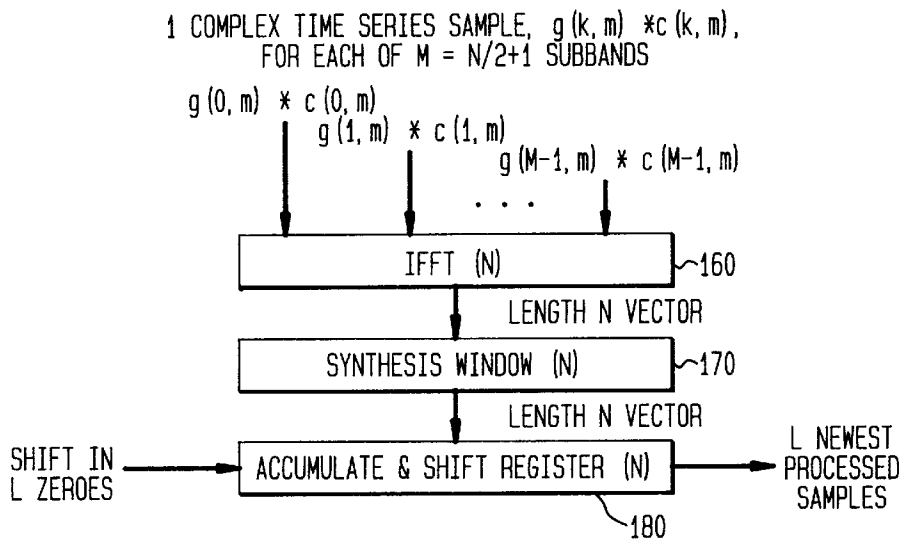 1 COMPLEX TIME SERIES SAMPLE, g(k,m) *c(k,m),
FOR EACH OF M = N/2+1 SUBBANDS
g(0,m) * c(0,m)
g(1,m) * c(1,m)
g(M-1,m) * c(M-1,m)
. . .
IFFT (N)
160
LENGTH N VECTOR
SYNTHESIS WINDOW (N)
170
LENGTH N VECTOR
SHIFT IN
L ZEROES
ACCUMULATE & SHIFT REGISTER (N)
L NEWEST
PROCESSED
SAMPLES
180